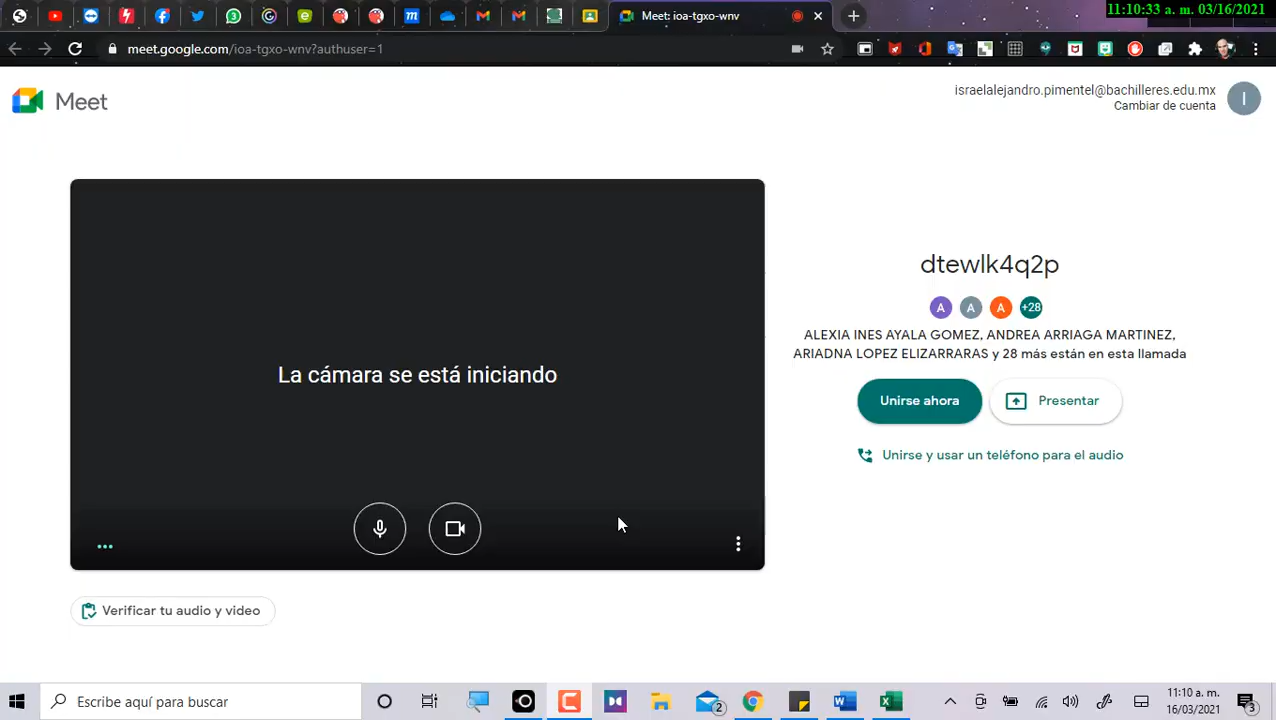 11:10:33 a. m. 03/16/2021
Meet: ioa-tgxo-wnv
meet.google.com/ioa-tgxo-wnv?authuser=1
Meet
israelalejandro.pimentel@bachilleres.edu.mx
Cambiar de cuenta
I
La cámara se está iniciando
dtewlk4q2p
A A A +28
ALEXIA INES AYALA GOMEZ, ANDREA ARRIAGA MARTINEZ,
ARIADNA LOPEZ ELIZARRARAS y 28 más están en esta llamada
Unirse ahora
Presentar
Unirse y usar un teléfono para el audio
Verificar tu audio y video
Escribe aquí para buscar
2
11:10 a. m.
16/03/2021
3